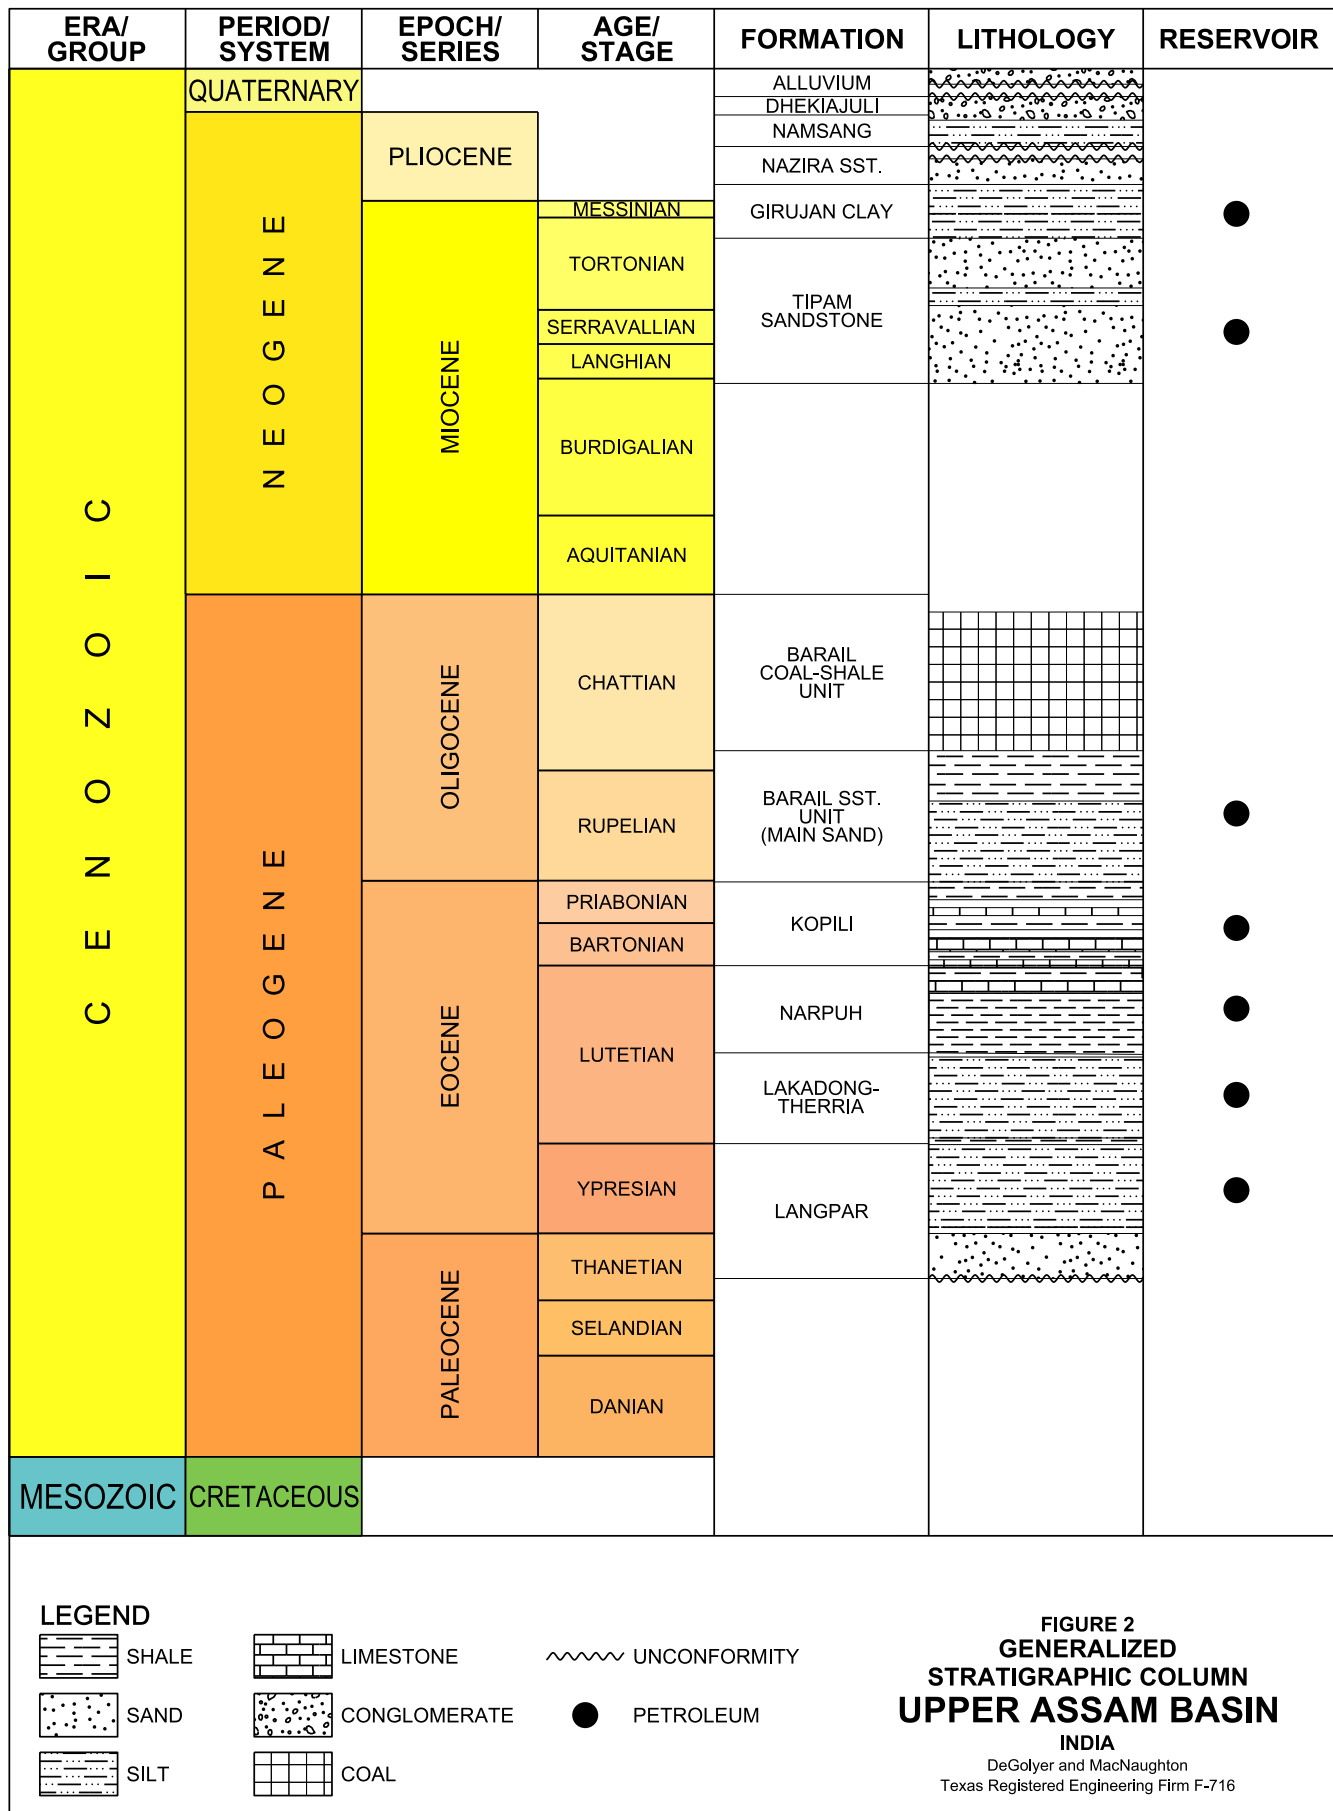 ERA/
GROUP
PERIOD/
SYSTEM
EPOCH/
SERIES
AGE/
STAGE
FORMATION
LITHOLOGY
RESERVOIR
CENOZOIC
MESOZOIC
QUATERNARY
NEOGENE
PALEOGENE
CRETACEOUS
PLIOCENE
MIOCENE
OLIGOCENE
EOCENE
PALEOCENE
MESSINIAN
TORTONIAN
SERRAVALLIAN
LANGHIAN
BURDIGALIAN
AQUITANIAN
CHATTIAN
RUPELIAN
PRIABONIAN
BARTONIAN
LUTETIAN
YPRESIAN
THANETIAN
SELANDIAN
DANIAN
ALLUVIUM
DHEKIAJULI
NAMSANG
NAZIRA SST.
GIRUJAN CLAY
TIPAM
SANDSTONE
BARAIL
COAL-SHALE
UNIT
BARAIL SST.
UNIT
(MAIN SAND)
KOPILI
NARPUH
LAKADONG-
THERRIA
LANGPAR
LEGEND
SHALE
SAND
SILT
LIMESTONE
CONGLOMERATE
COAL
UNCONFORMITY
PETROLEUM
FIGURE 2
GENERALIZED
STRATIGRAPHIC COLUMN
UPPER ASSAM BASIN
INDIA
DeGolyer and MacNaughton
Texas Registered Engineering Firm F-716